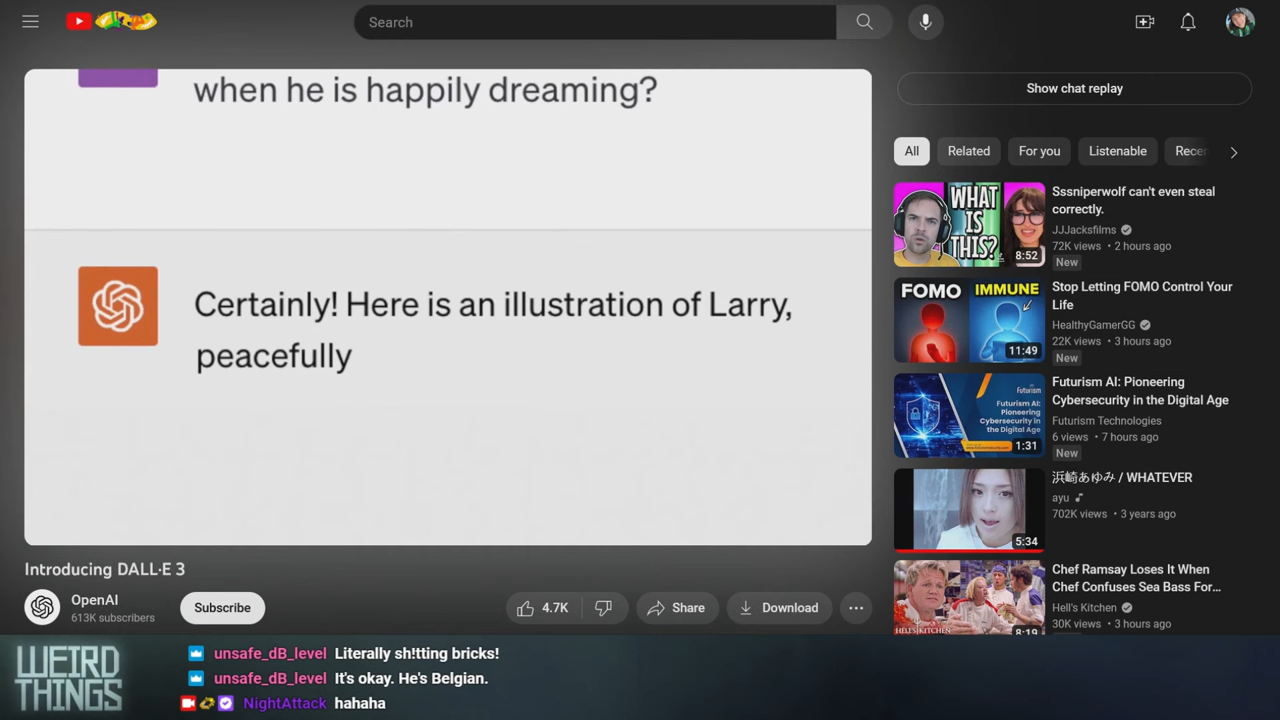 Search
when he is happily dreaming?
Certainly! Here is an illustration of Larry,
peacefully
Introducing DALL·E 3
OpenAI
613K subscribers
Subscribe
4.7K
Share
Download
Show chat replay
All
Related
For you
Listenable
Recen
WHAT
IS
THIS?
8:52
Sssniperwolf can't even steal
correctly.
JJJacksfilms
72K views • 2 hours ago
New
FOMO
IMMUNE
11:49
Stop Letting FOMO Control Your
Life
HealthyGamerGG
22K views • 3 hours ago
New
Futurism
Futurism AI:
Pioneering
Cybersecurity in
the Digital Age
1:31
Futurism AI: Pioneering
Cybersecurity in the Digital Age
Futurism Technologies
6 views • 7 hours ago
New
5:34
浜崎あゆみ / WHATEVER
ayu
702K views • 3 years ago
HELL'S KITCHEN
8:19
Chef Ramsay Loses It When
Chef Confuses Sea Bass For...
Hell's Kitchen
30K views • 3 hours ago
WEIRD
THINGS
unsafe_dB_level Literally sh!tting bricks!
unsafe_dB_level It's okay. He's Belgian.
NightAttack hahaha